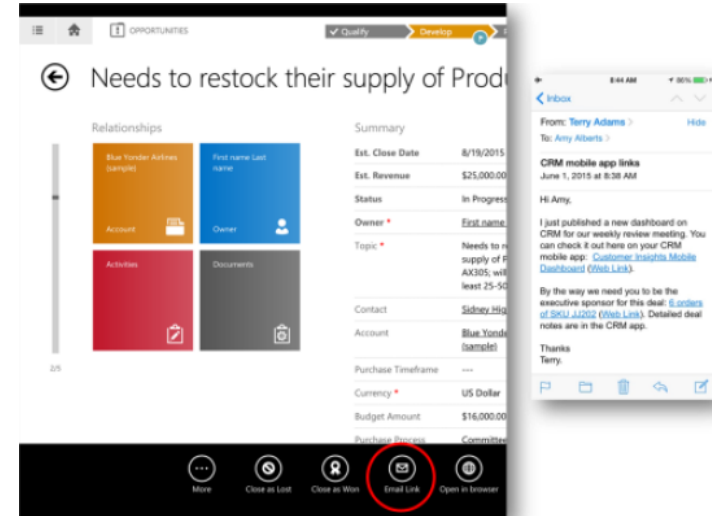 OPPORTUNITIES
Qualify
Develop
Needs to restock their supply of Produ
Relationships
Blue Yonder Airlines
(sample)
Account
First name Last
name
Owner
Activities
Documents
2/5
Summary
Est. Close Date 8/19/2015
Est. Revenue $25,000.00
Status In Progress
Owner * First name
Topic * Needs to r
supply of P
AX305; will
least 25-50
Contact Sidney Hig
Account Blue Yonde
(sample)
Purchase Timeframe ---
Currency * US Dollar
Budget Amount $16,000.00
Purchase Process Committee
More
Close as Lost
Close as Won
Email Link
Open in browser
8:44 AM
Inbox
From: Terry Adams
Hide
To: Amy Alberts
CRM mobile app links
June 1, 2015 at 8:38 AM
Hi Amy,
I just published a new dashboard on
CRM for our weekly review meeting. You
can check it out here on your CRM
mobile app: Customer Insights Mobile
Dashboard (Web Link).
By the way we need you to be the
executive sponsor for this deal: 6 orders
of SKU JJ202 (Web Link). Detailed deal
notes are in the CRM app.
Thanks
Terry.